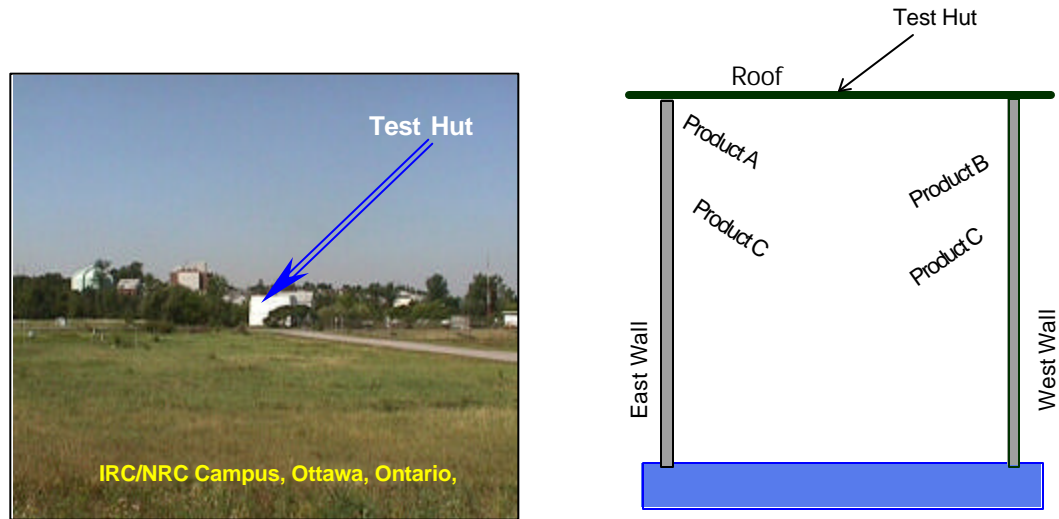 Test Hut
IRC/NRC Campus, Ottawa, Ontario,
Test Hut
Roof
Product A
Product B
Product C
Product C
East Wall
West Wall